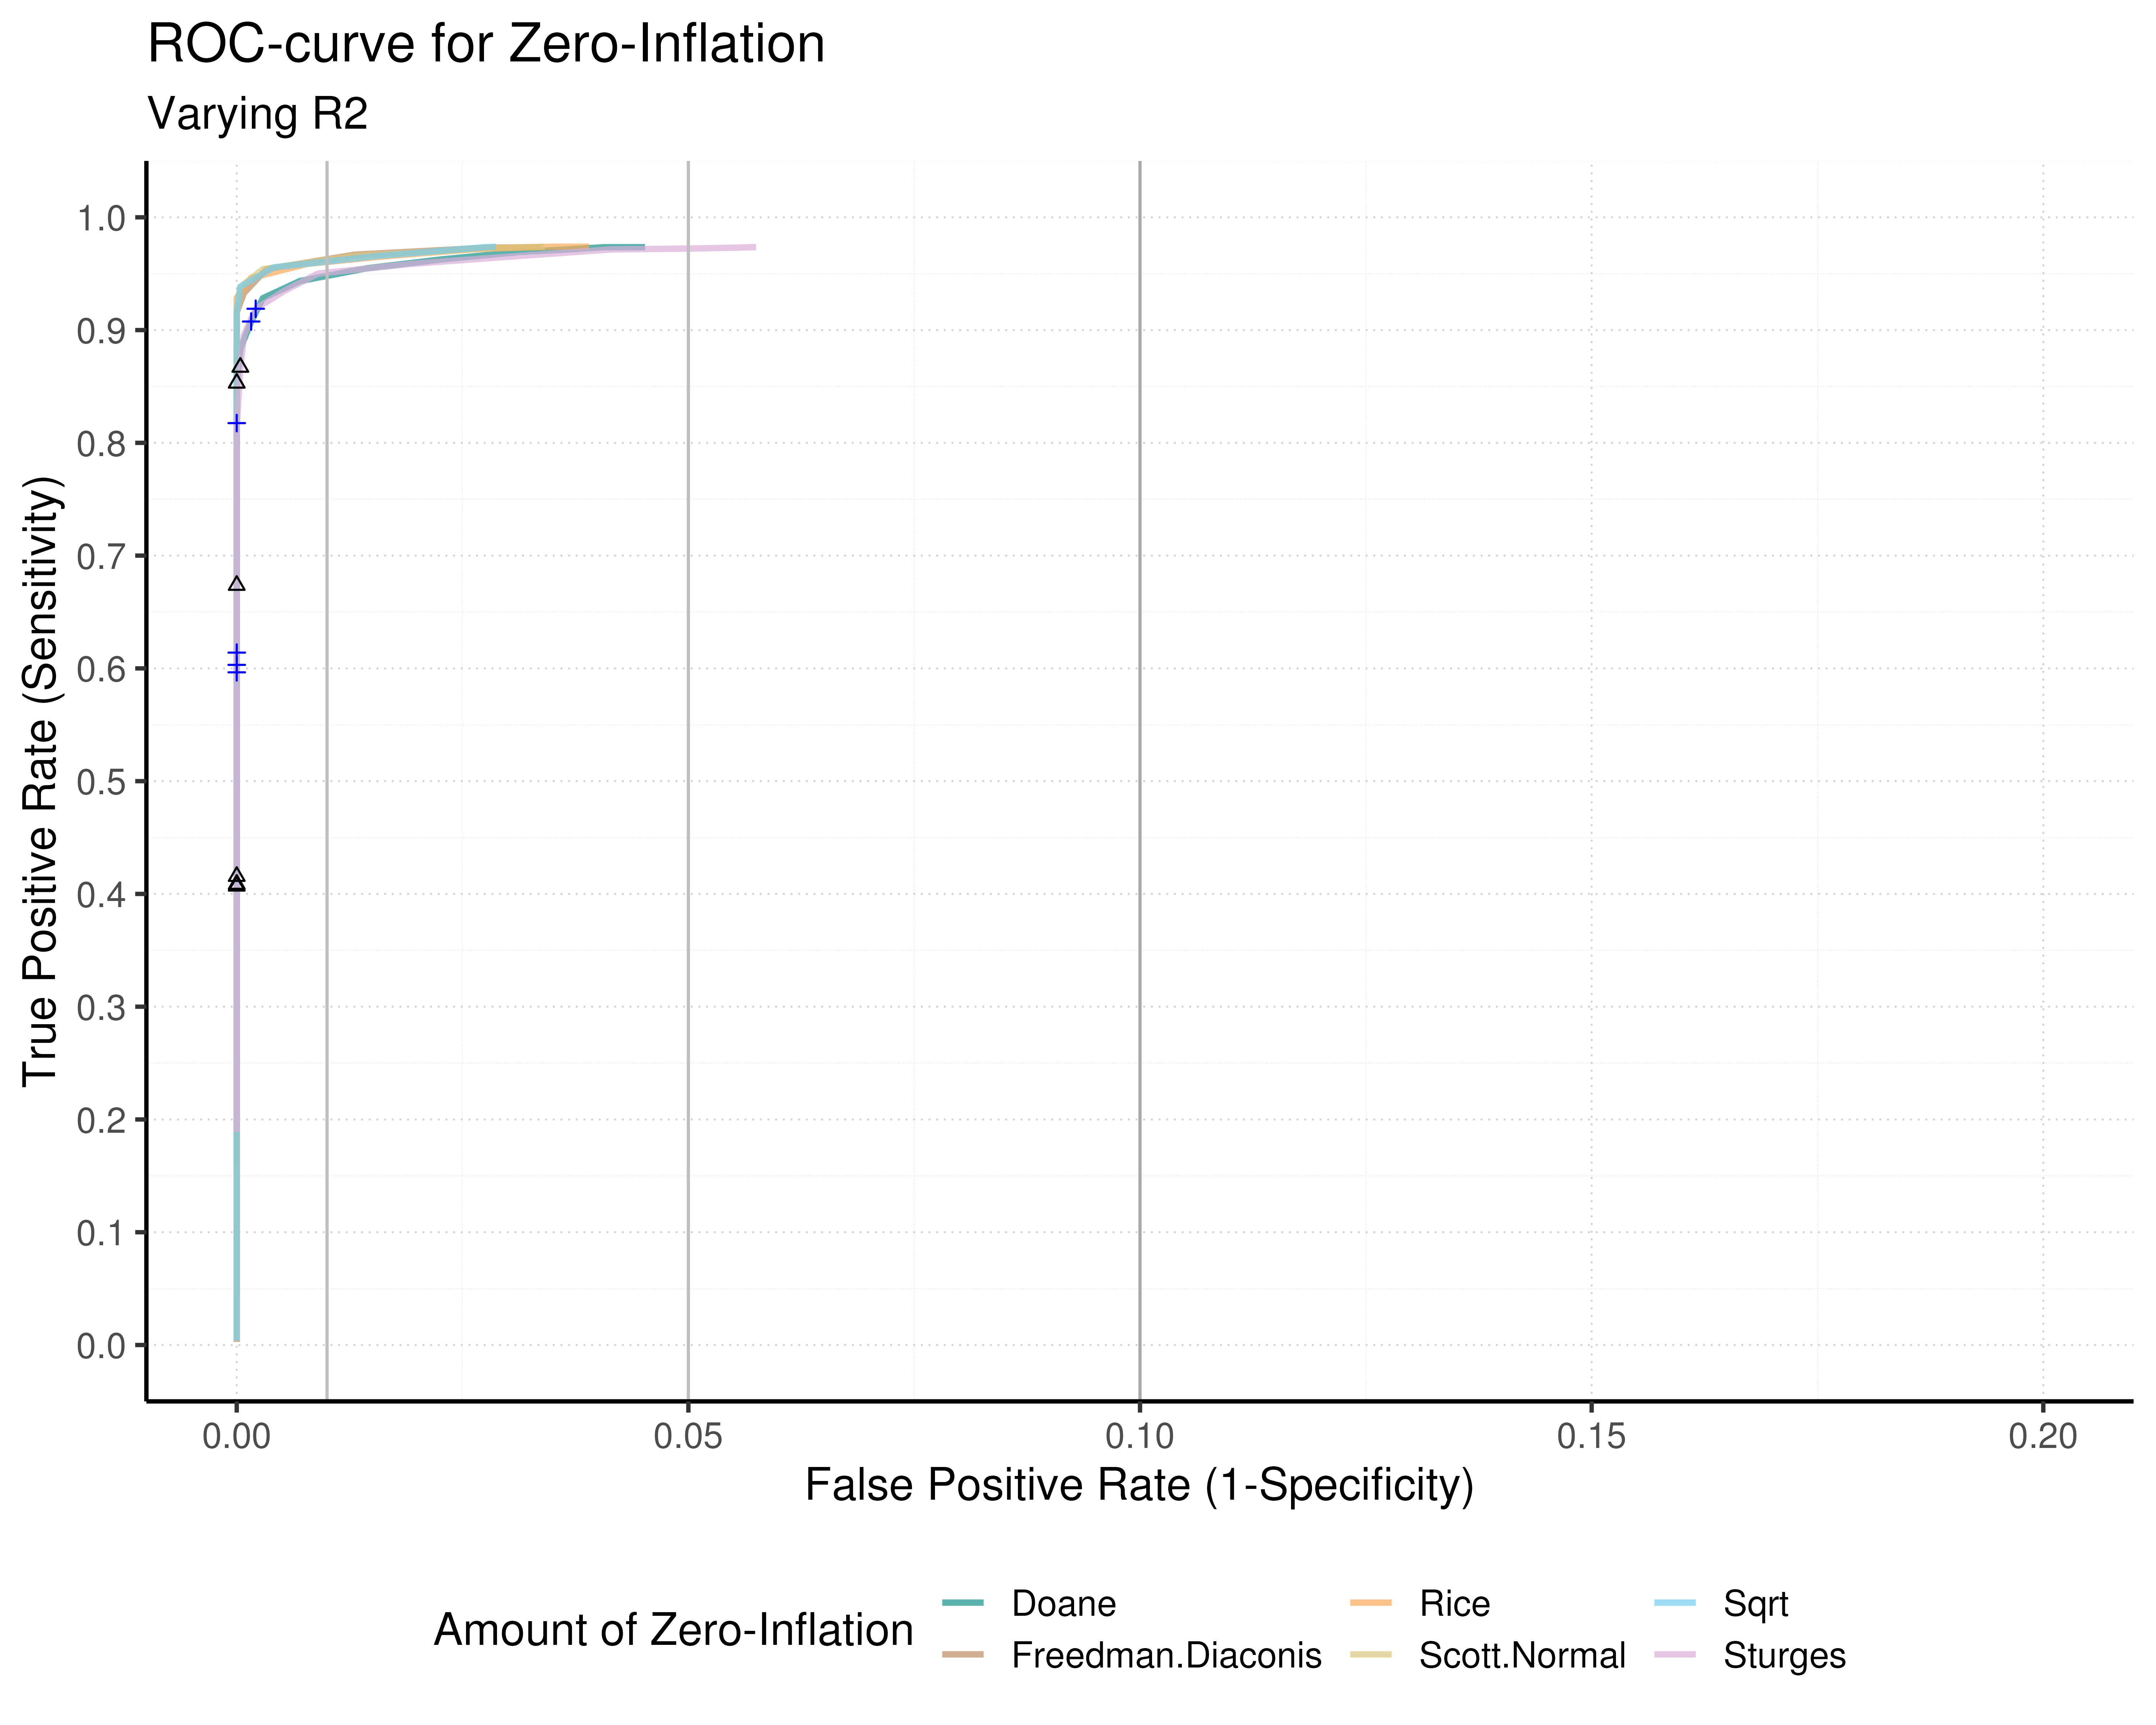 ROC-curve for Zero-Inflation
Varying R2
True Positive Rate (Sensitivity)
1.0
0.9
0.8
0.7
0.6
0.5
0.4
0.3
0.2
0.1
0.0
0.00 0.05 0.10 0.15 0.20
False Positive Rate (1-Specificity)
Amount of Zero-Inflation
Doane Rice Sqrt
Freedman.Diaconis Scott.Normal Sturges